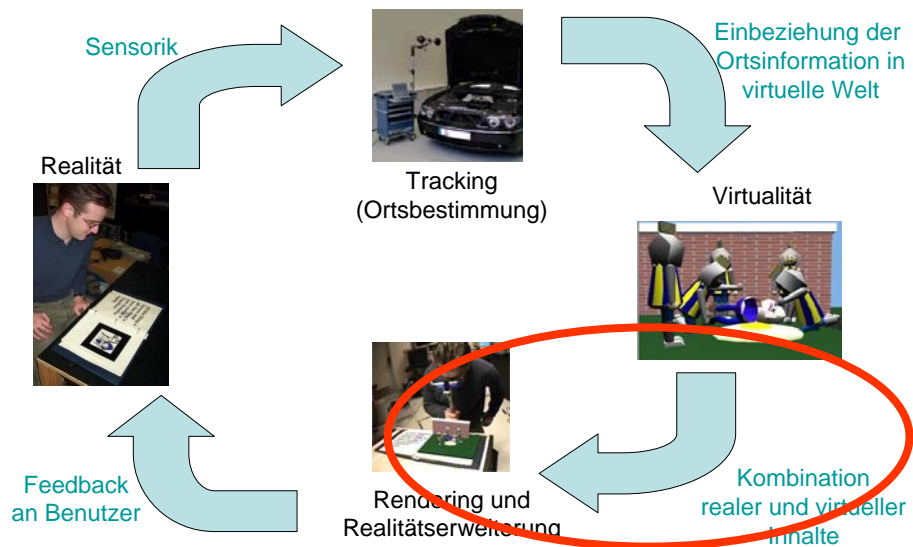 Sensorik
Einbeziehung der
Ortsinformation in
virtuelle Welt
Realität
Tracking
(Ortsbestimmung)
Virtualität
Feedback
an Benutzer
Rendering und
Realitätserweiterung
Kombination
realer und virtueller
Inhalte